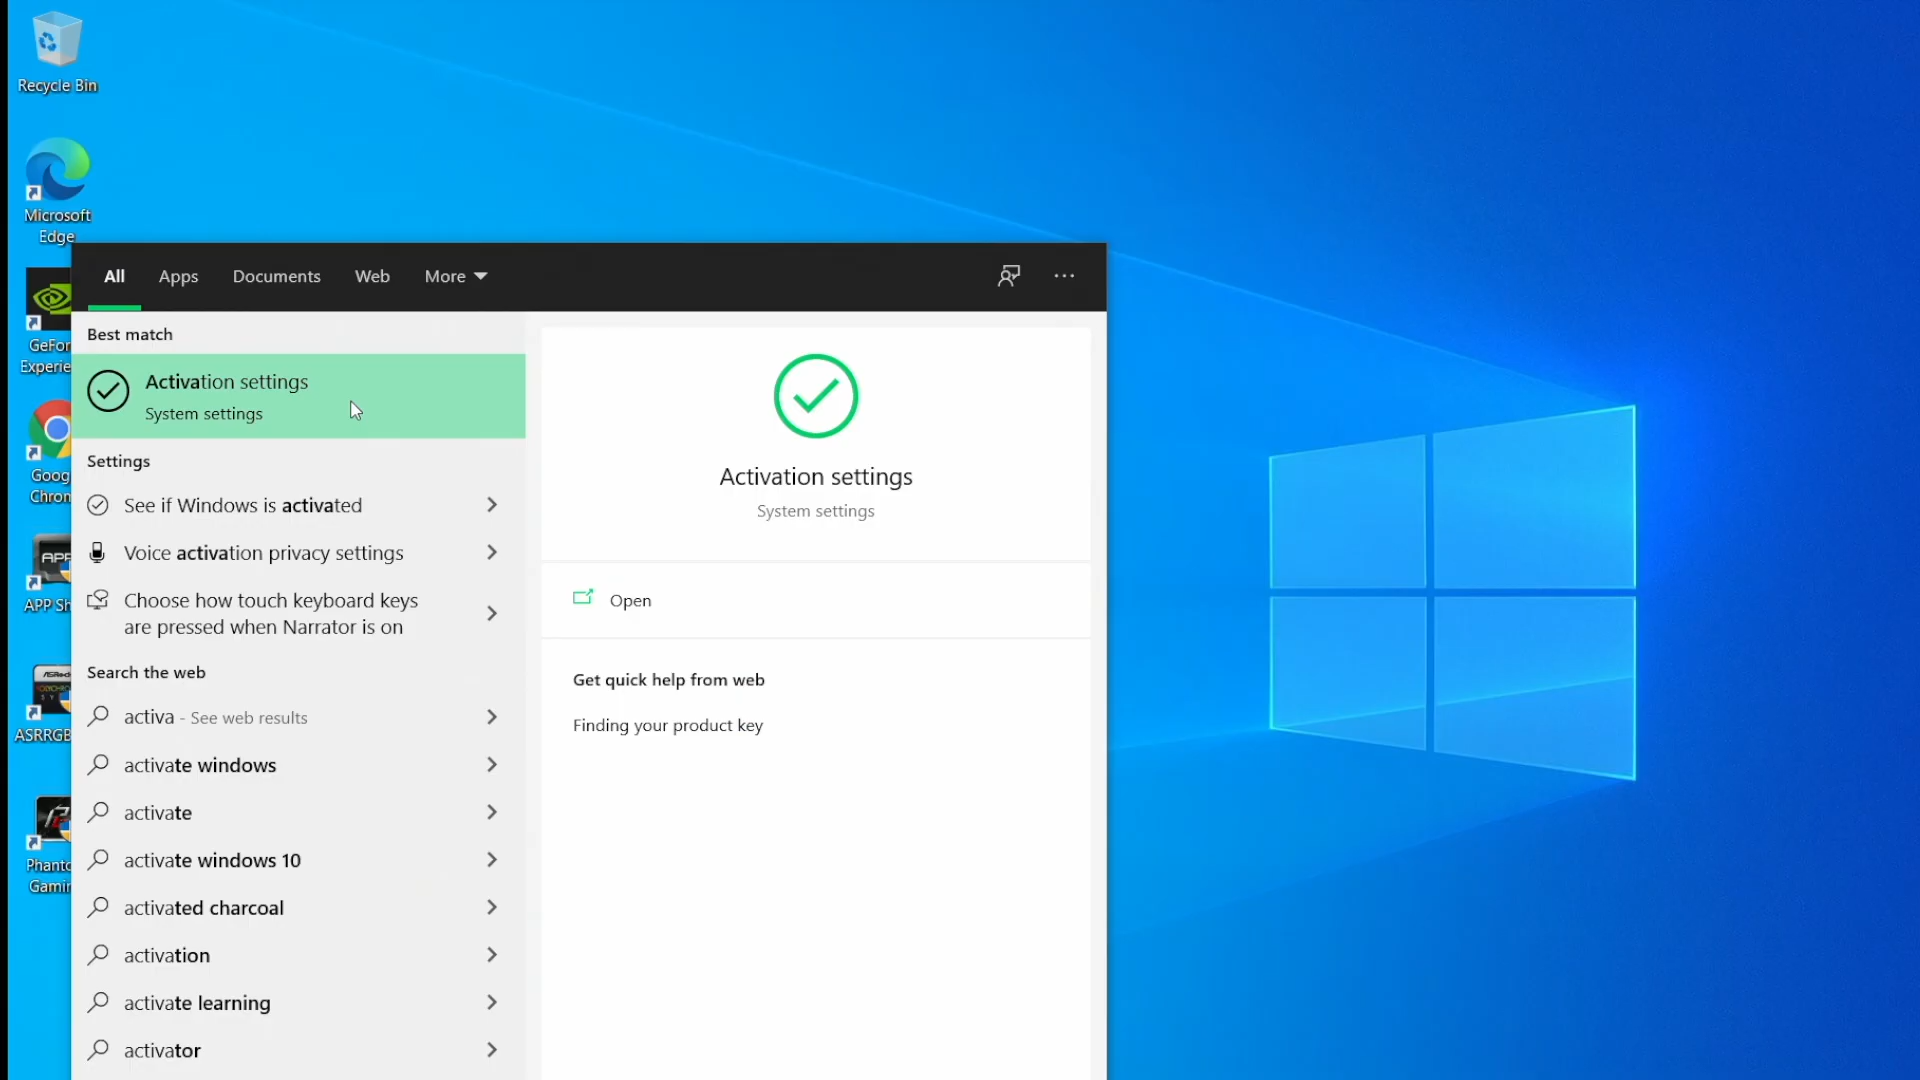 Recycle Bin
Microsoft
Edge
GeFor
Experie
Goog
Chron
APP Sh
ASRRGB
Phanto
Gamin
All Apps Documents Web More
Best match
Activation settings
System settings
Settings
See if Windows is activated
Voice activation privacy settings
Choose how touch keyboard keys
are pressed when Narrator is on
Search the web
activa - See web results
activate windows
activate
activate windows 10
activated charcoal
activation
activate learning
activator
Activation settings
System settings
Open
Get quick help from web
Finding your product key